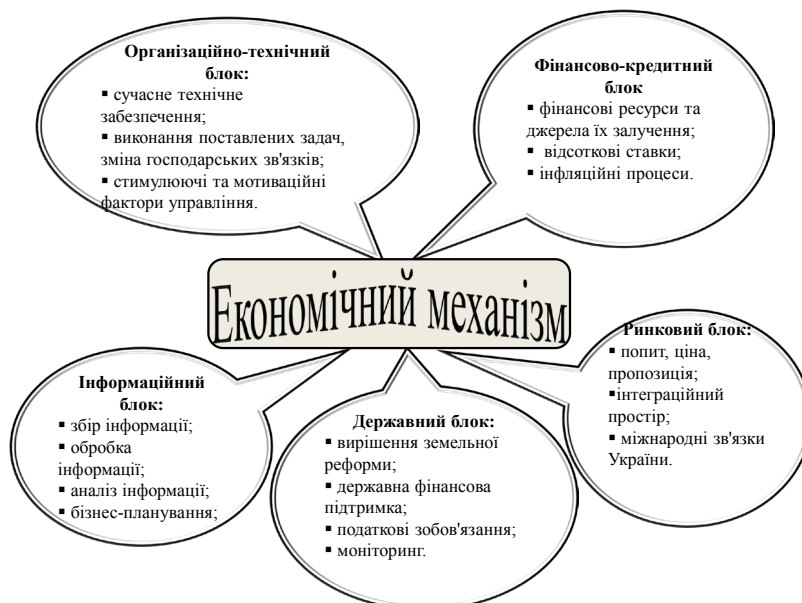 Організаційно-технічний
блок:
▪ сучасне технічне
забезпечення;
▪ виконання поставлених задач,
зміна господарських зв'язків;
▪ стимулюючі та мотиваційні
фактори управління.
Фінансово-кредитний
блок
▪ фінансові ресурси та
джерела їх залучення;
▪ відсоткові ставки;
▪ інфляційні процеси.
Економічний механізм
Інформаційний
блок:
▪ збір інформації;
▪ обробка
інформації;
▪ аналіз інформації;
▪ бізнес-планування;
Державний блок:
▪ вирішення земельної
реформи;
▪ державна фінансова
підтримка;
▪ податкові зобов'язання;
▪ моніторинг.
Ринковий блок:
▪ попит, ціна,
пропозиція;
▪інтеграційний
простір;
▪ міжнародні зв'язки
України.